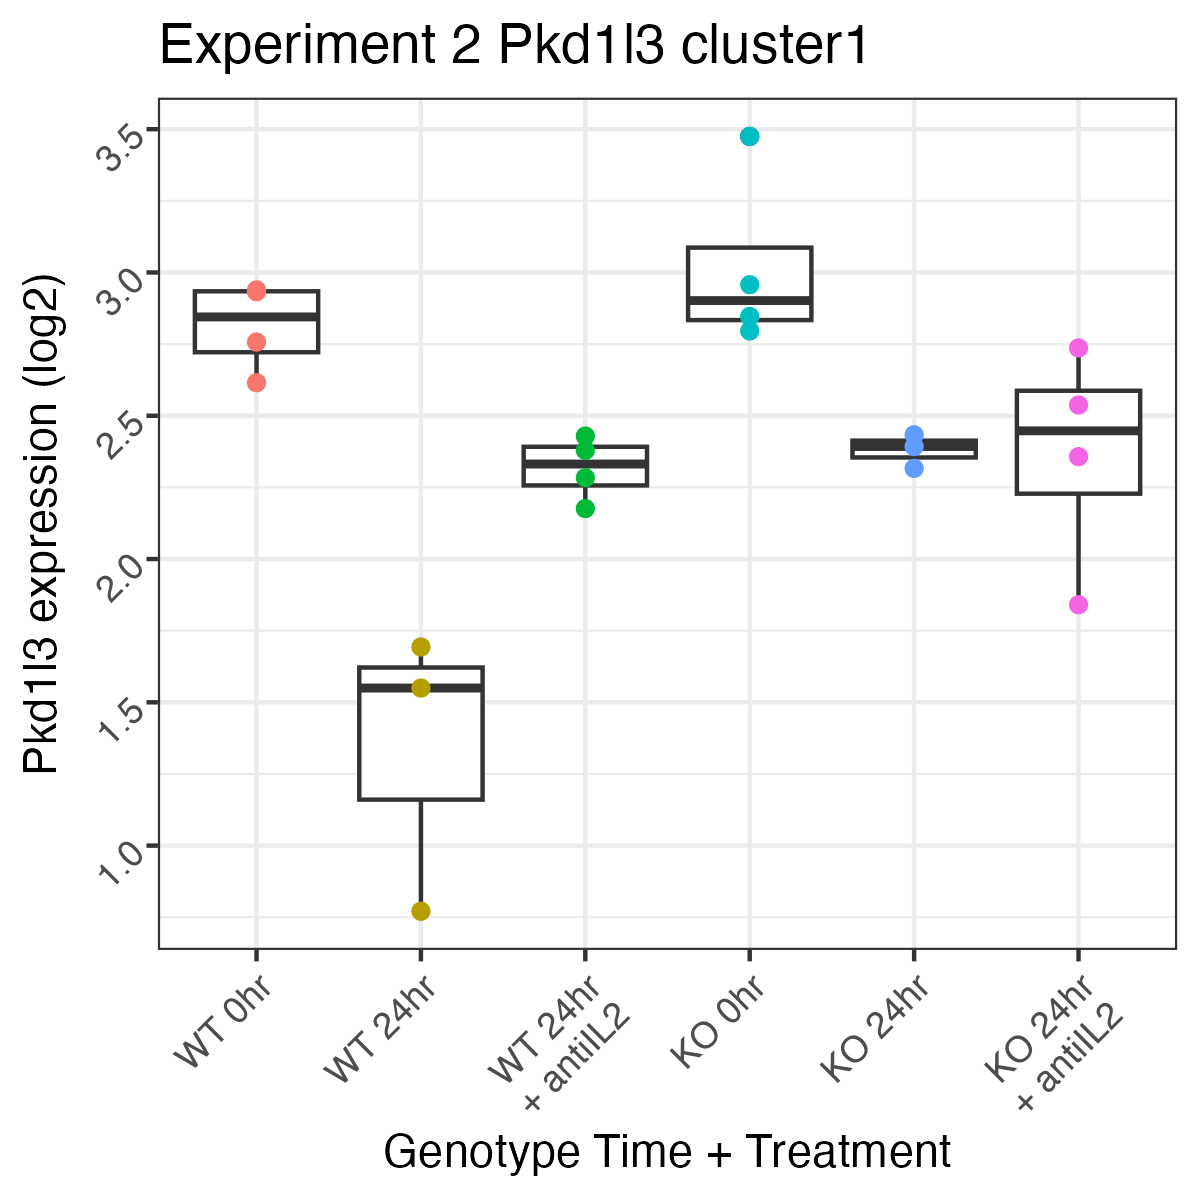 Experiment 2 Pkd1l3 cluster1
Pkd1l3 expression (log2)
3.5
3.0
2.5
2.0
1.5
1.0
WT 0hr
WT 24hr
WT 24hr
+ antiIL2
KO 0hr
KO 24hr
KO 24hr
+ antiIL2
Genotype Time + Treatment